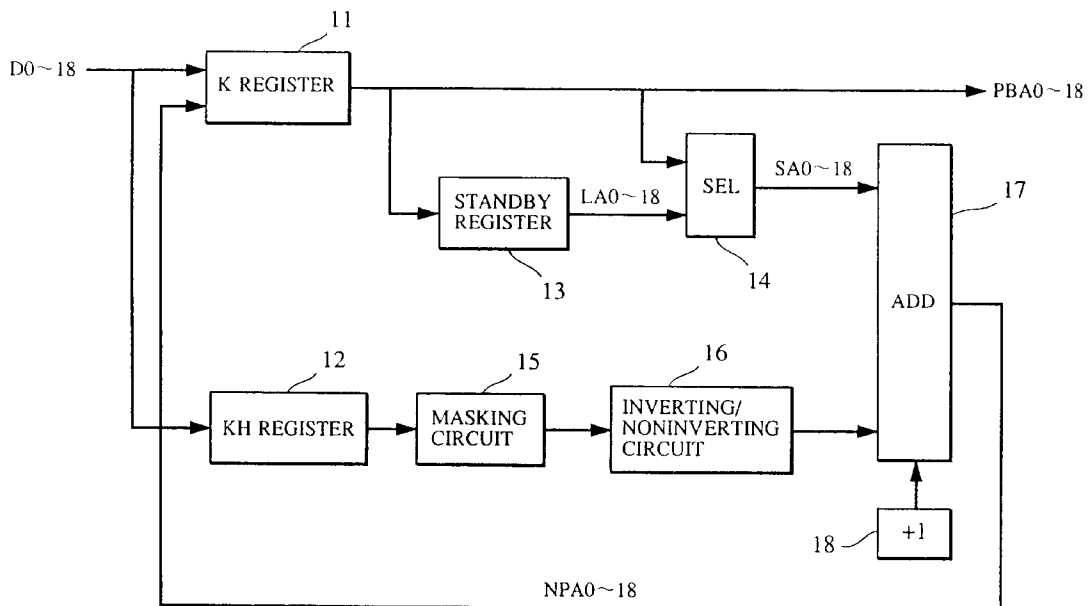 11
D0~18
K REGISTER
PBA0~18
STANDBY
REGISTER
LA0~18
SEL
SA0~18
17
13
14
ADD
12
15
16
KH REGISTER
MASKING
CIRCUIT
INVERTING/
NONINVERTING
CIRCUIT
18
+1
NPA0~18